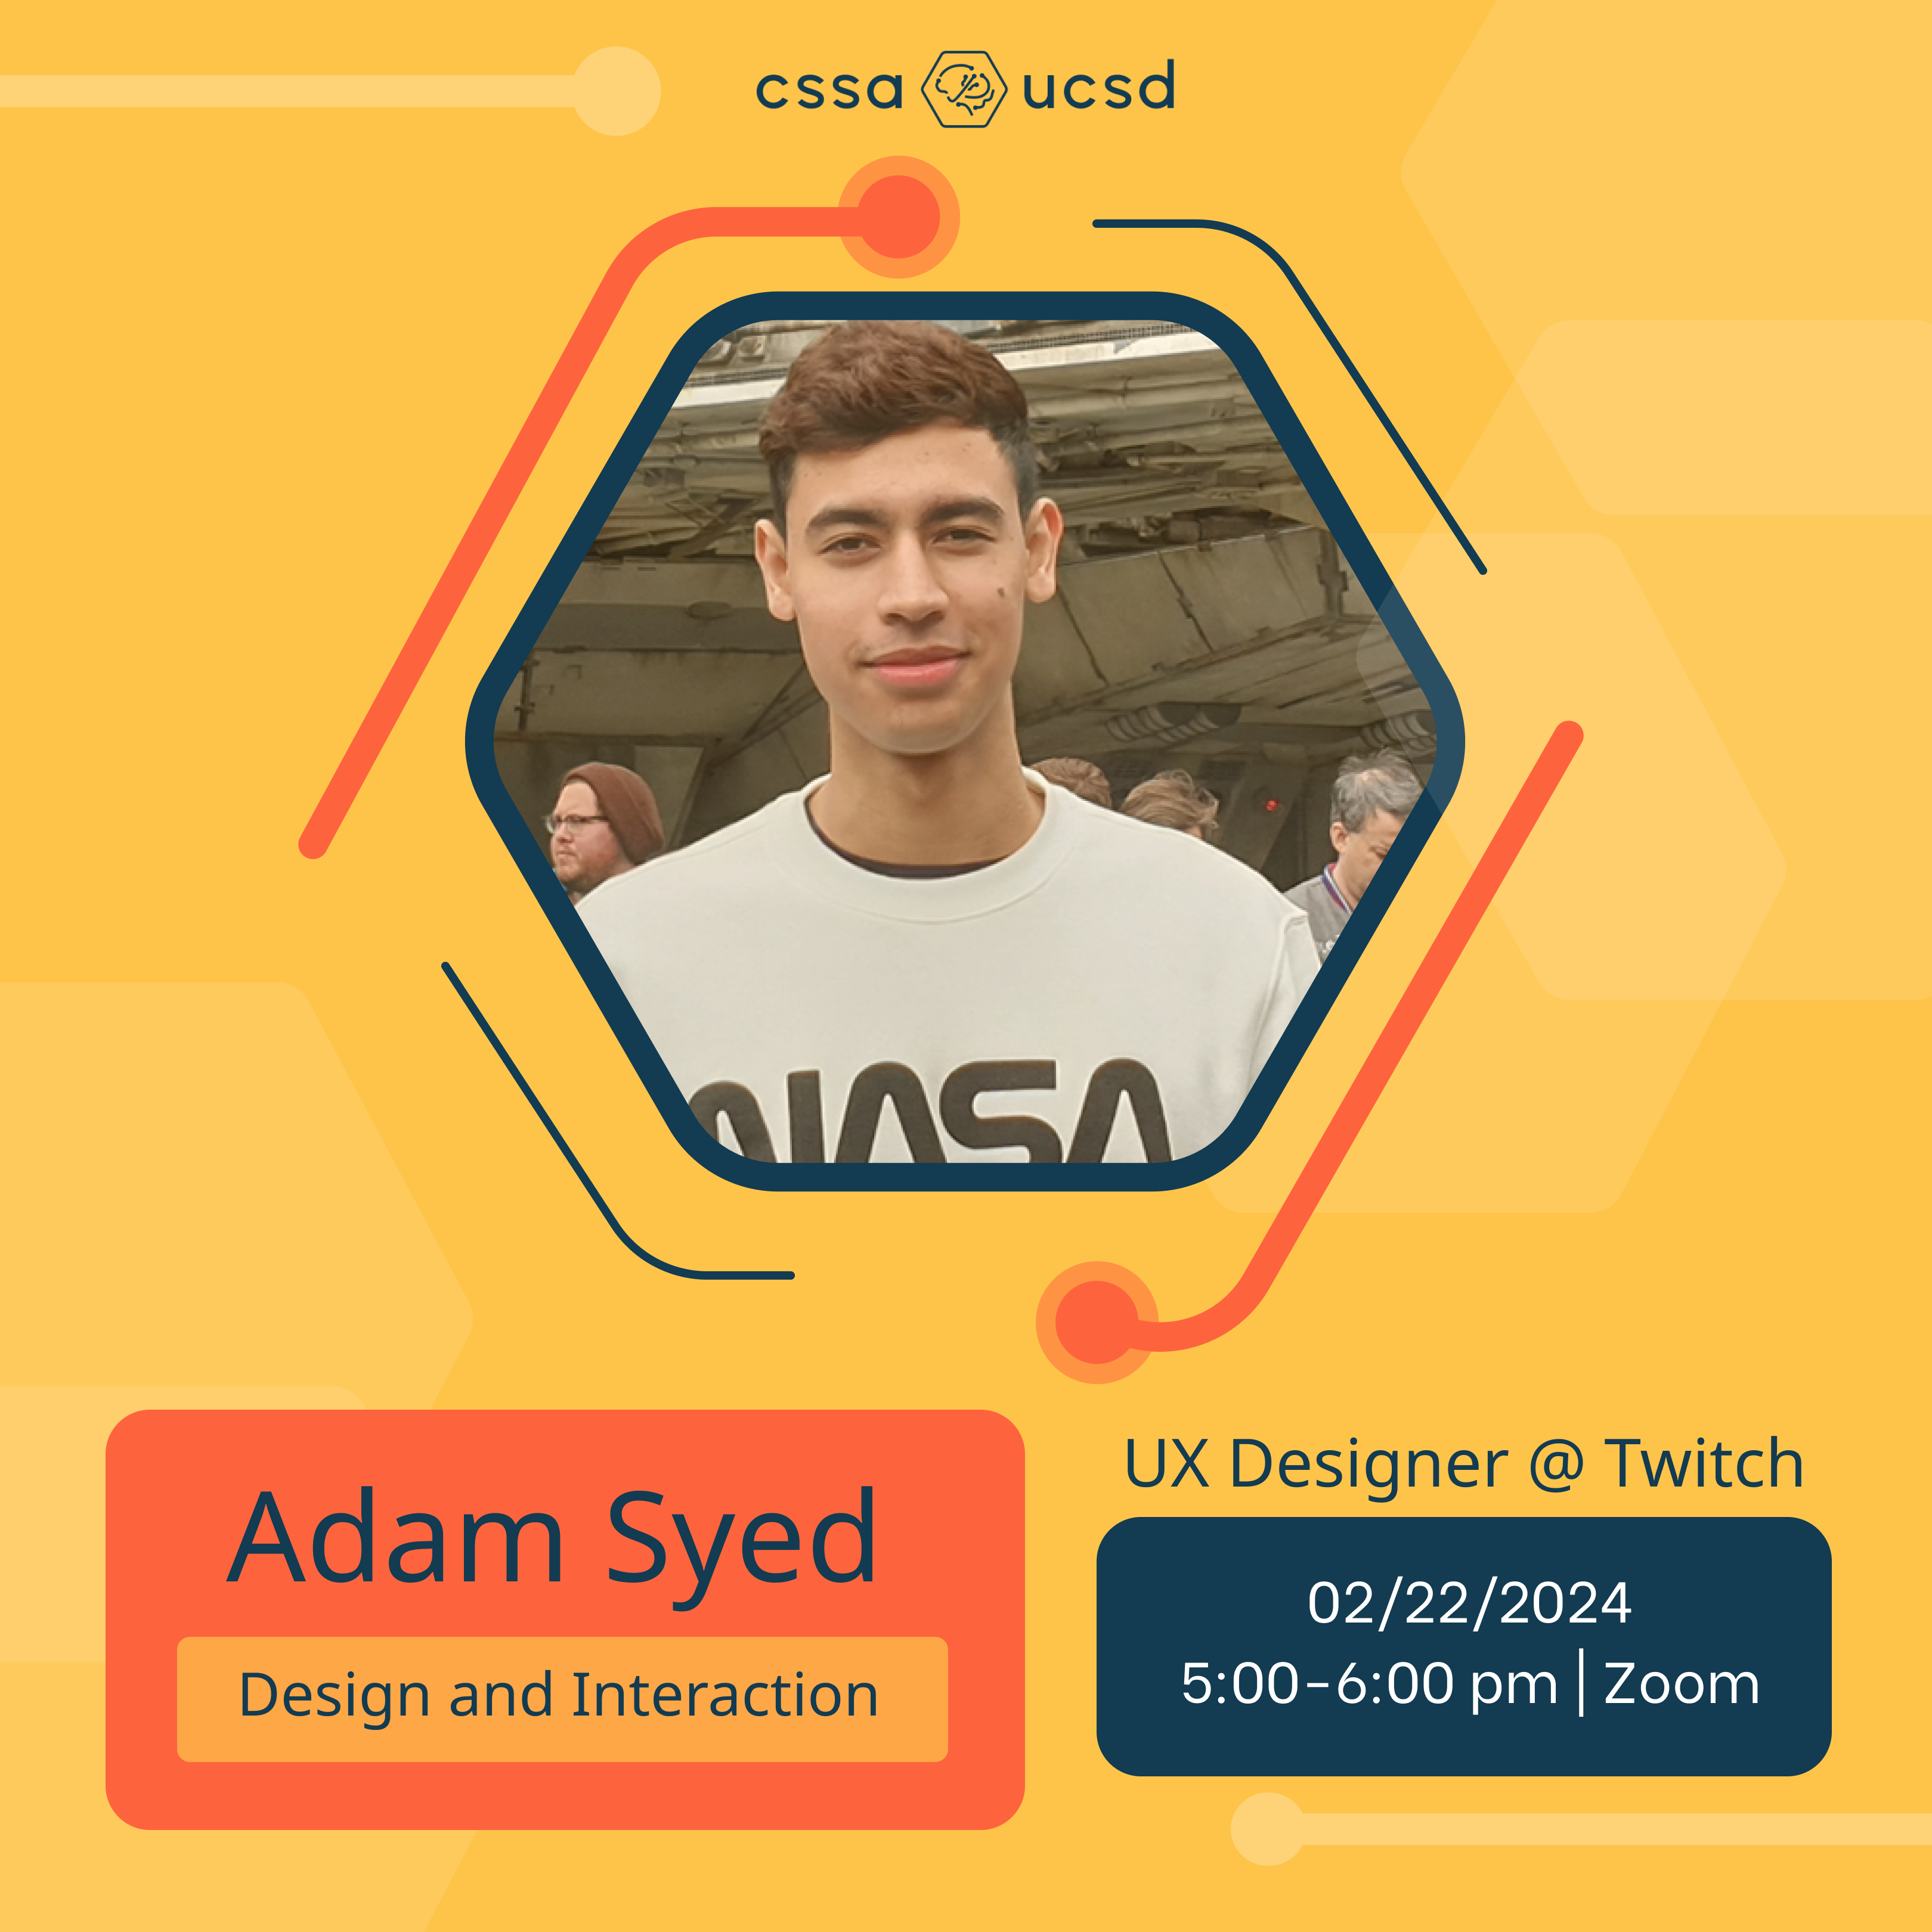 cssa ucsd
NASA
Adam Syed
Design and Interaction
UX Designer @ Twitch
02/22/2024
5:00-6:00 pm | Zoom